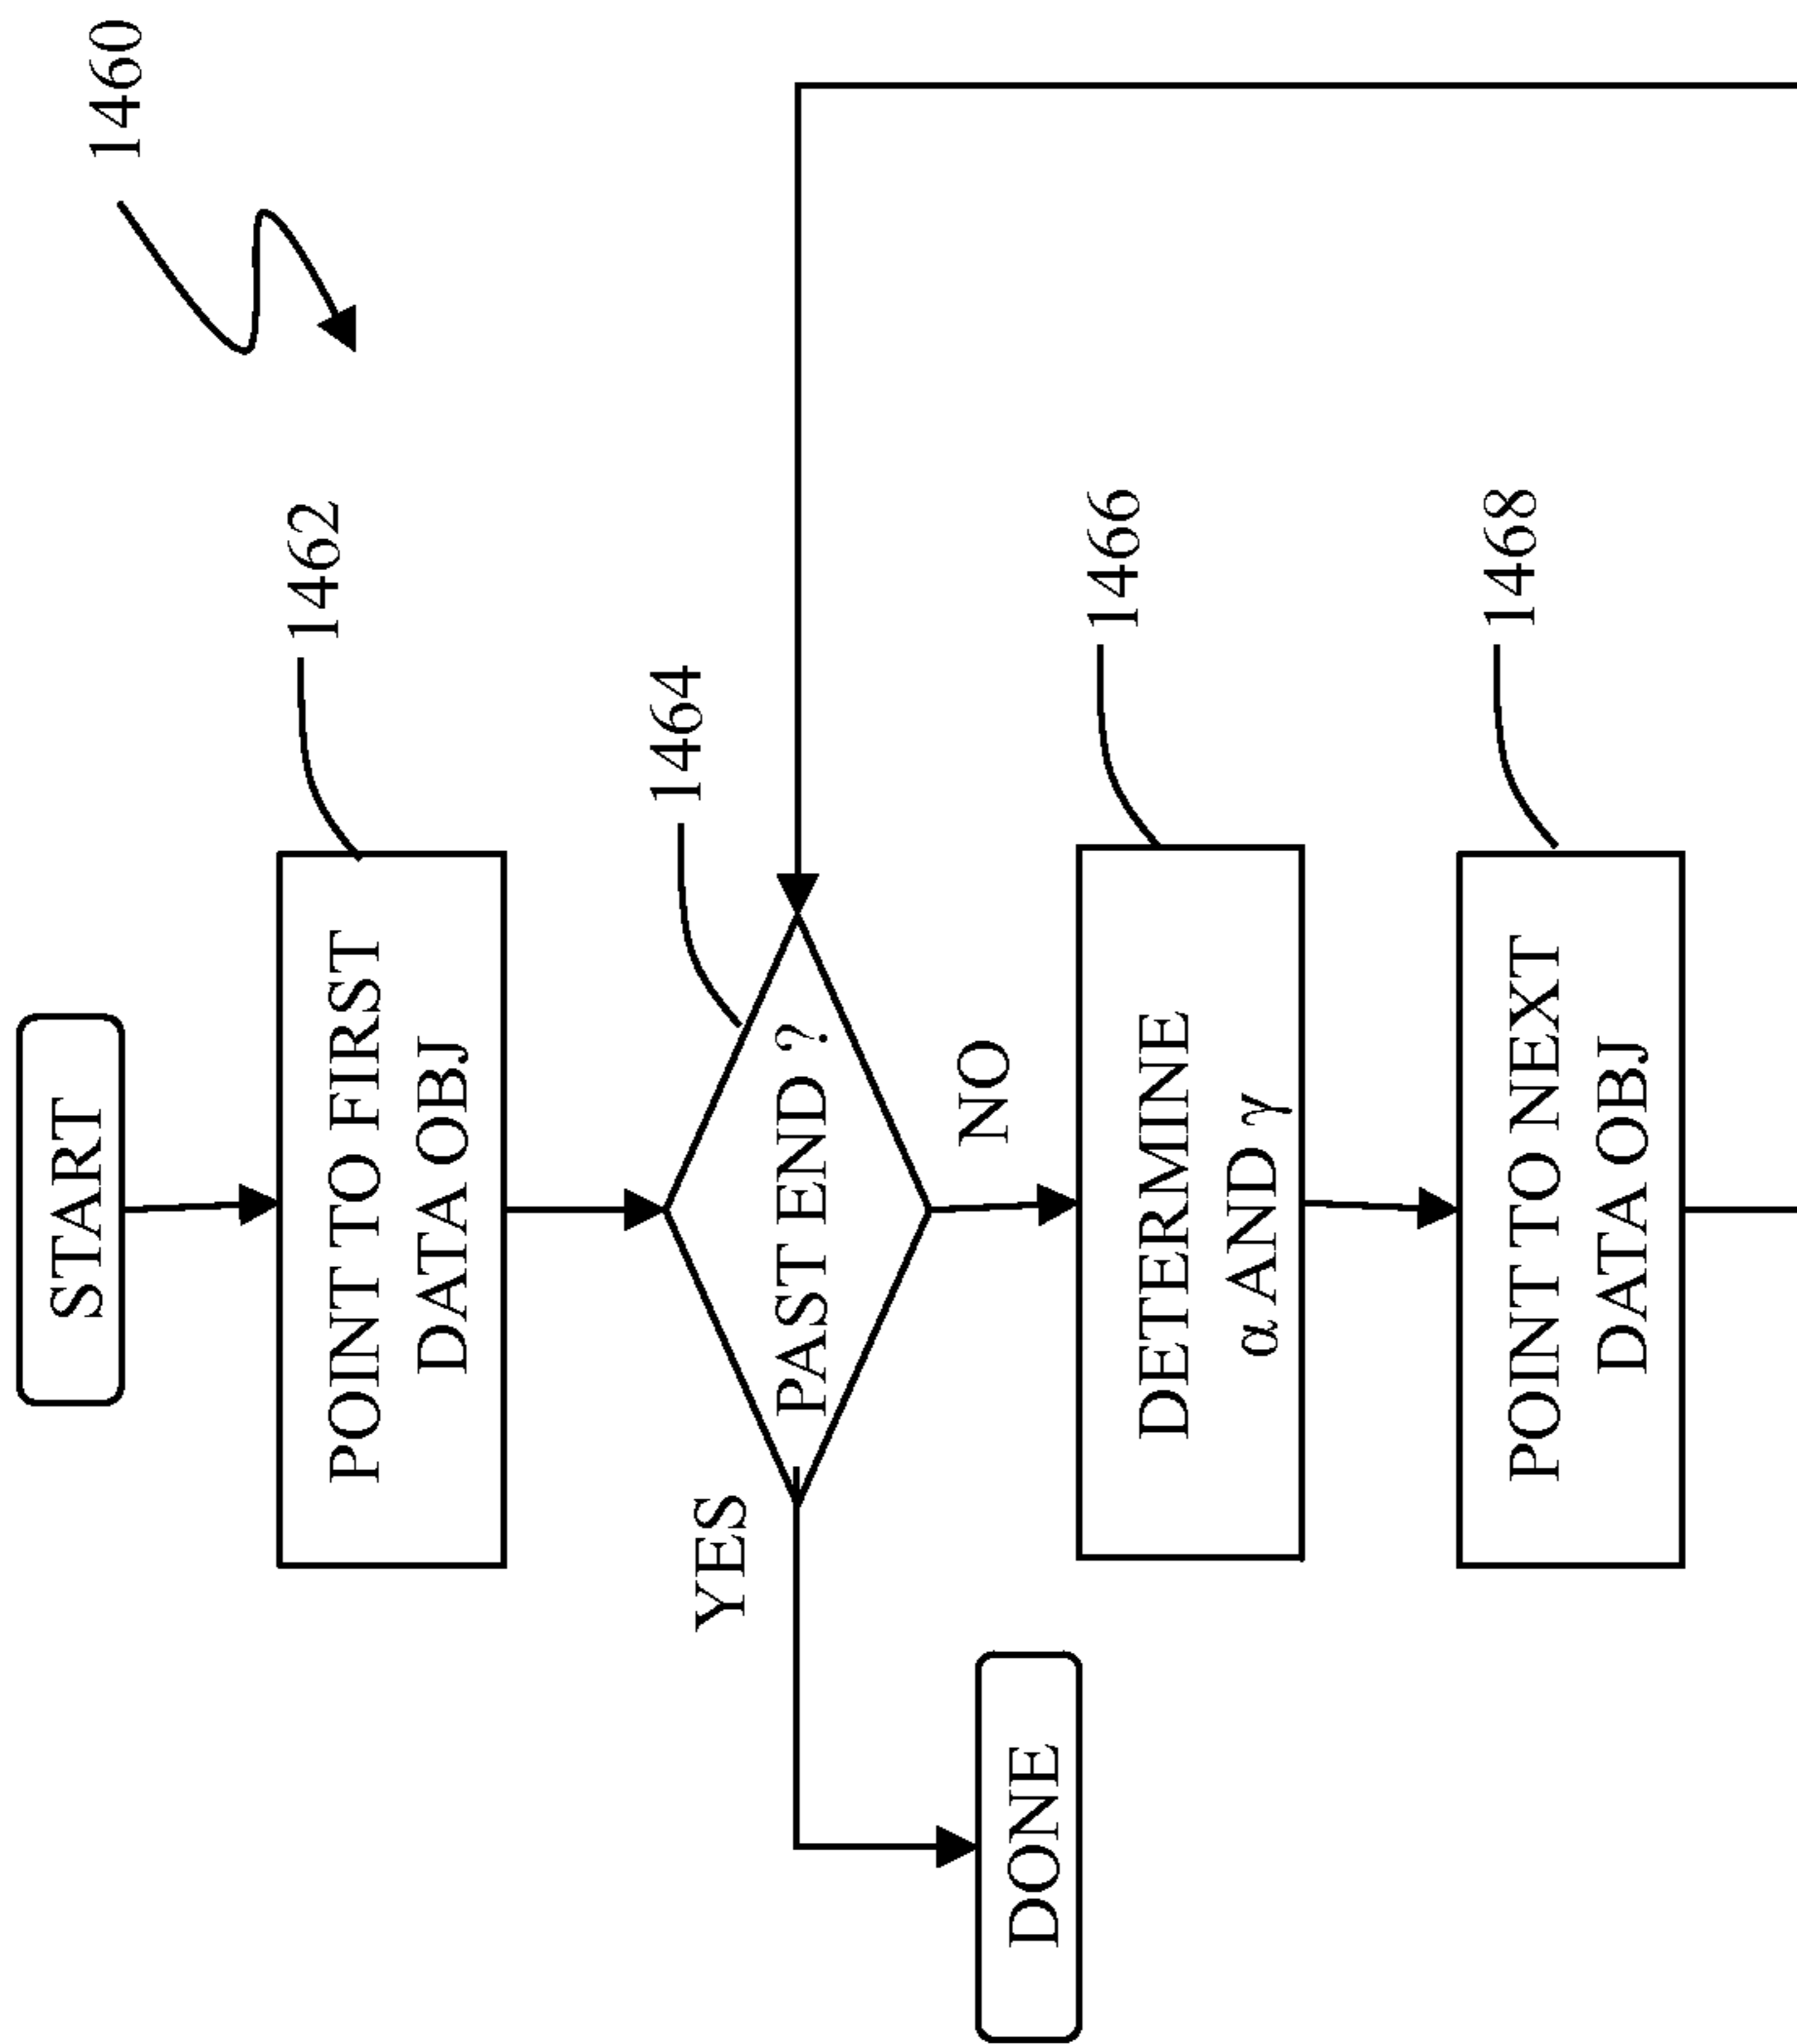 1460
START
1462
POINT TO FIRST
DATA OBJ
1464
PAST END ?
YES
NO
DONE
1466
DETERMINE
α AND γ
1468
POINT TO NEXT
DATA OBJ